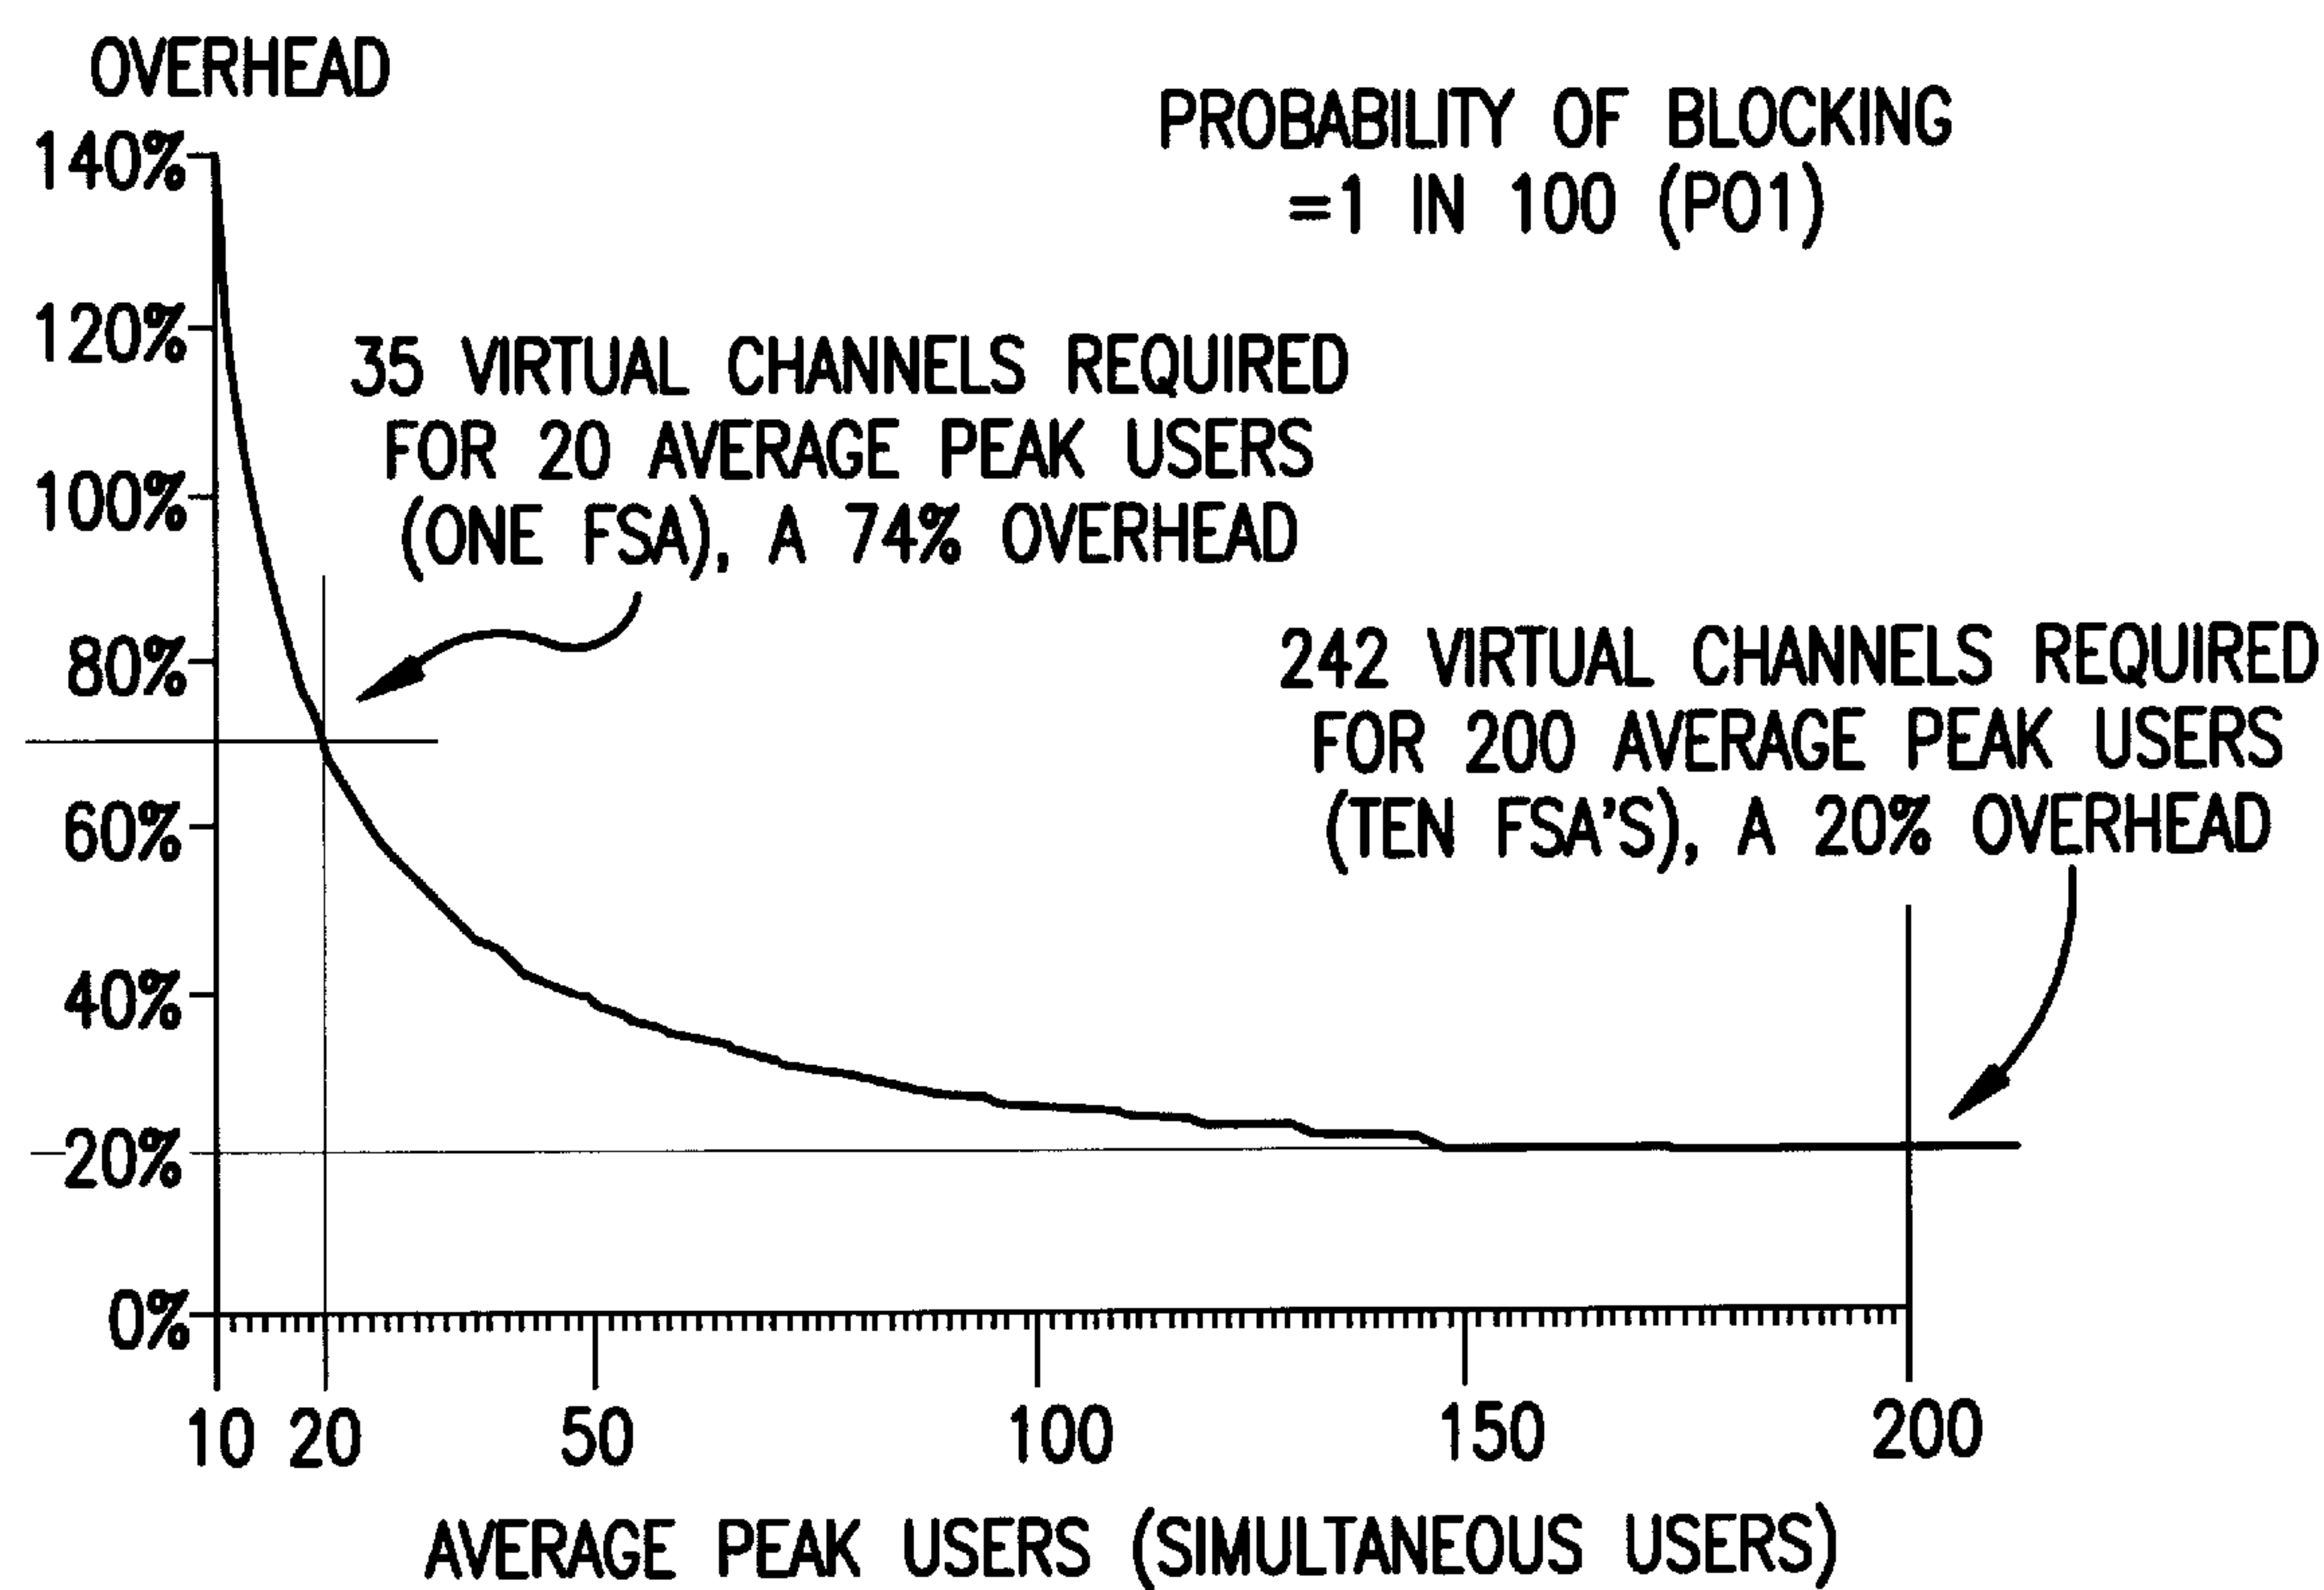 OVERHEAD
PROBABILITY OF BLOCKING
=1 IN 100 (PO1)
140%
120%
35 VIRTUAL CHANNELS REQUIRED
FOR 20 AVERAGE PEAK USERS
(ONE FSA), A 74% OVERHEAD
100%
80%
242 VIRTUAL CHANNELS REQUIRED
FOR 200 AVERAGE PEAK USERS
(TEN FSA'S), A 20% OVERHEAD
60%
40%
20%
0%
10 20 50 100 150 200
AVERAGE PEAK USERS (SIMULTANEOUS USERS)